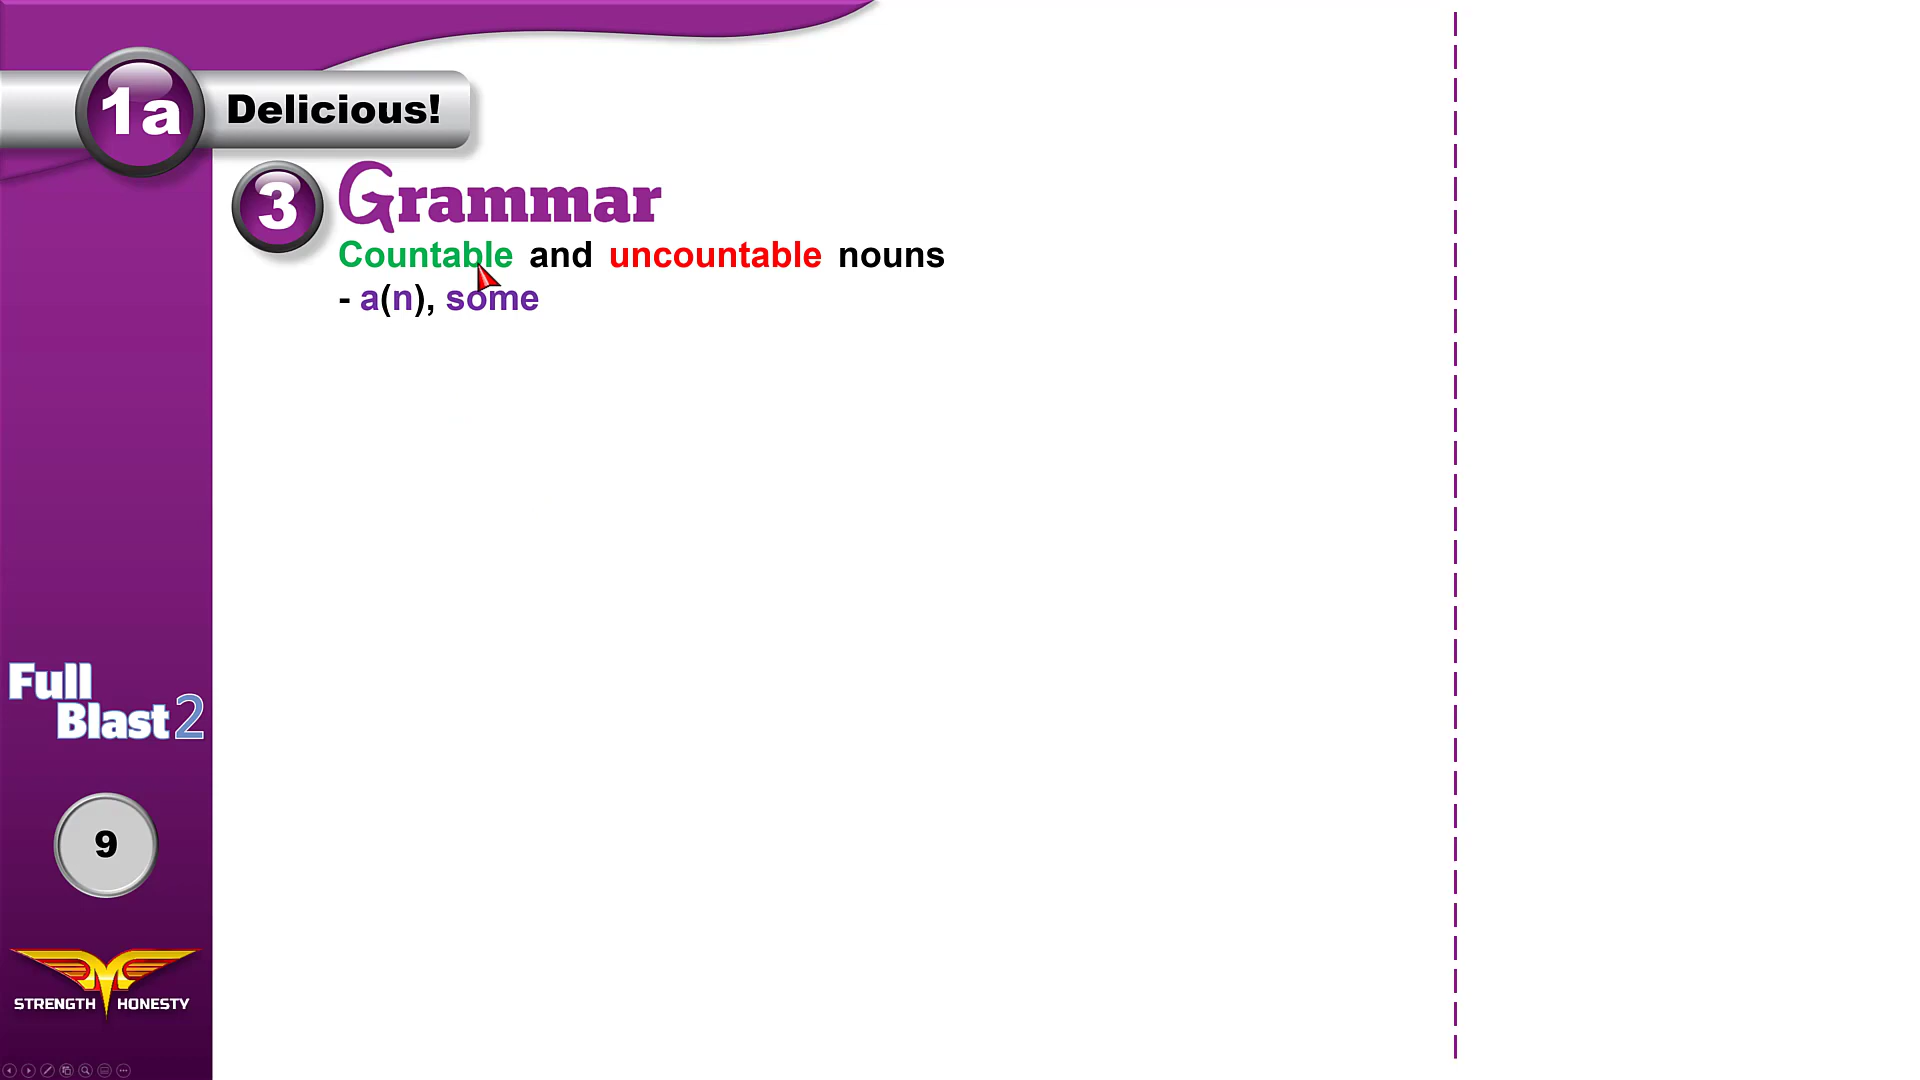 1a Delicious!
3 Grammar
Countable and uncountable nouns
- a(n), some
Full
Blast 2
9
STRENGTH HONESTY